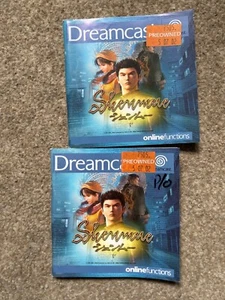 Dreamcast
PREOWNED
Shenmue
シェンムー
onlinefunctions
Dreamcast
PREOWNED
P/O
Shenmue
シェンムー
onlinefunctions